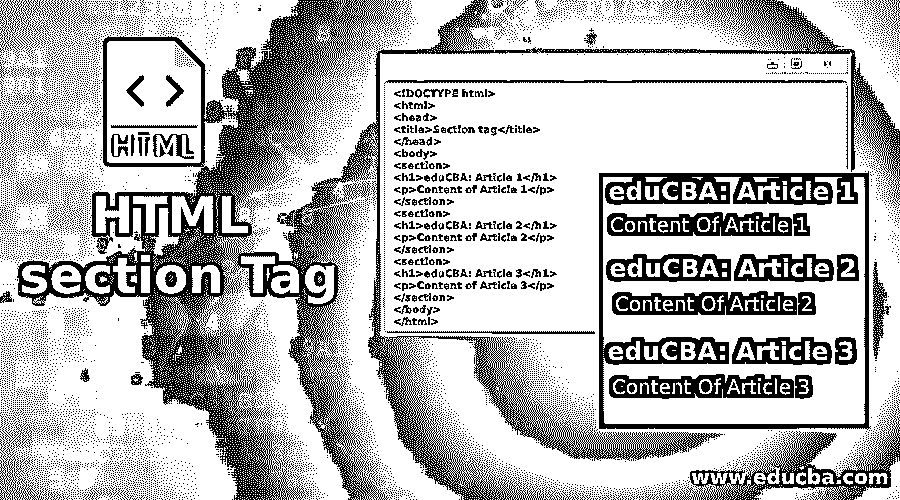 HTML
HTML
section Tag
<!DOCTYPE html>
<html>
<head>
<title>Section tag</title>
</head>
<body>
<section>
<h1>eduCBA: Article 1</h1>
<p>Content of Article 1</p>
</section>
<section>
<h1>eduCBA: Article 2</h1>
<p>Content of Article 2</p>
</section>
<section>
<h1>eduCBA: Article 3</h1>
<p>Content of Article 3</p>
</section>
</body>
</html>
eduCBA: Article 1
Content Of Article 1
eduCBA: Article 2
Content Of Article 2
eduCBA: Article 3
Content Of Article 3
www.educba.com